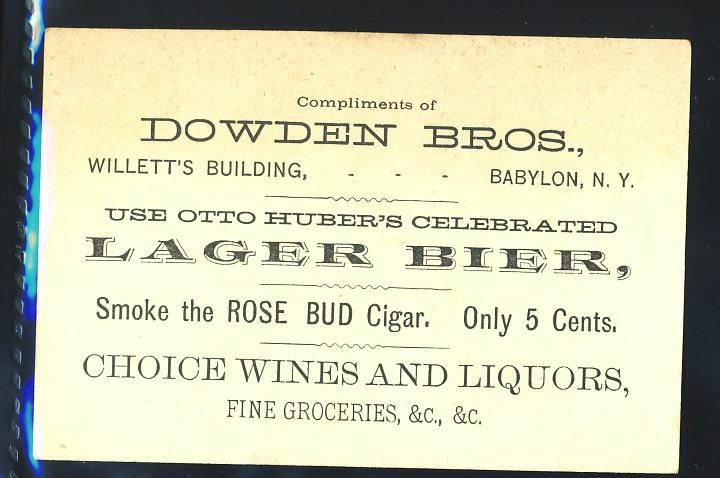 Compliments of
DOWDEN BROS.,
WILLETT'S BUILDING, - - - BABYLON, N. Y.
USE OTTO HUBER'S CELEBRATED
LAGER BIER,
Smoke the ROSE BUD Cigar. Only 5 Cents.
CHOICE WINES AND LIQUORS,
FINE GROCERIES, &C., &C.